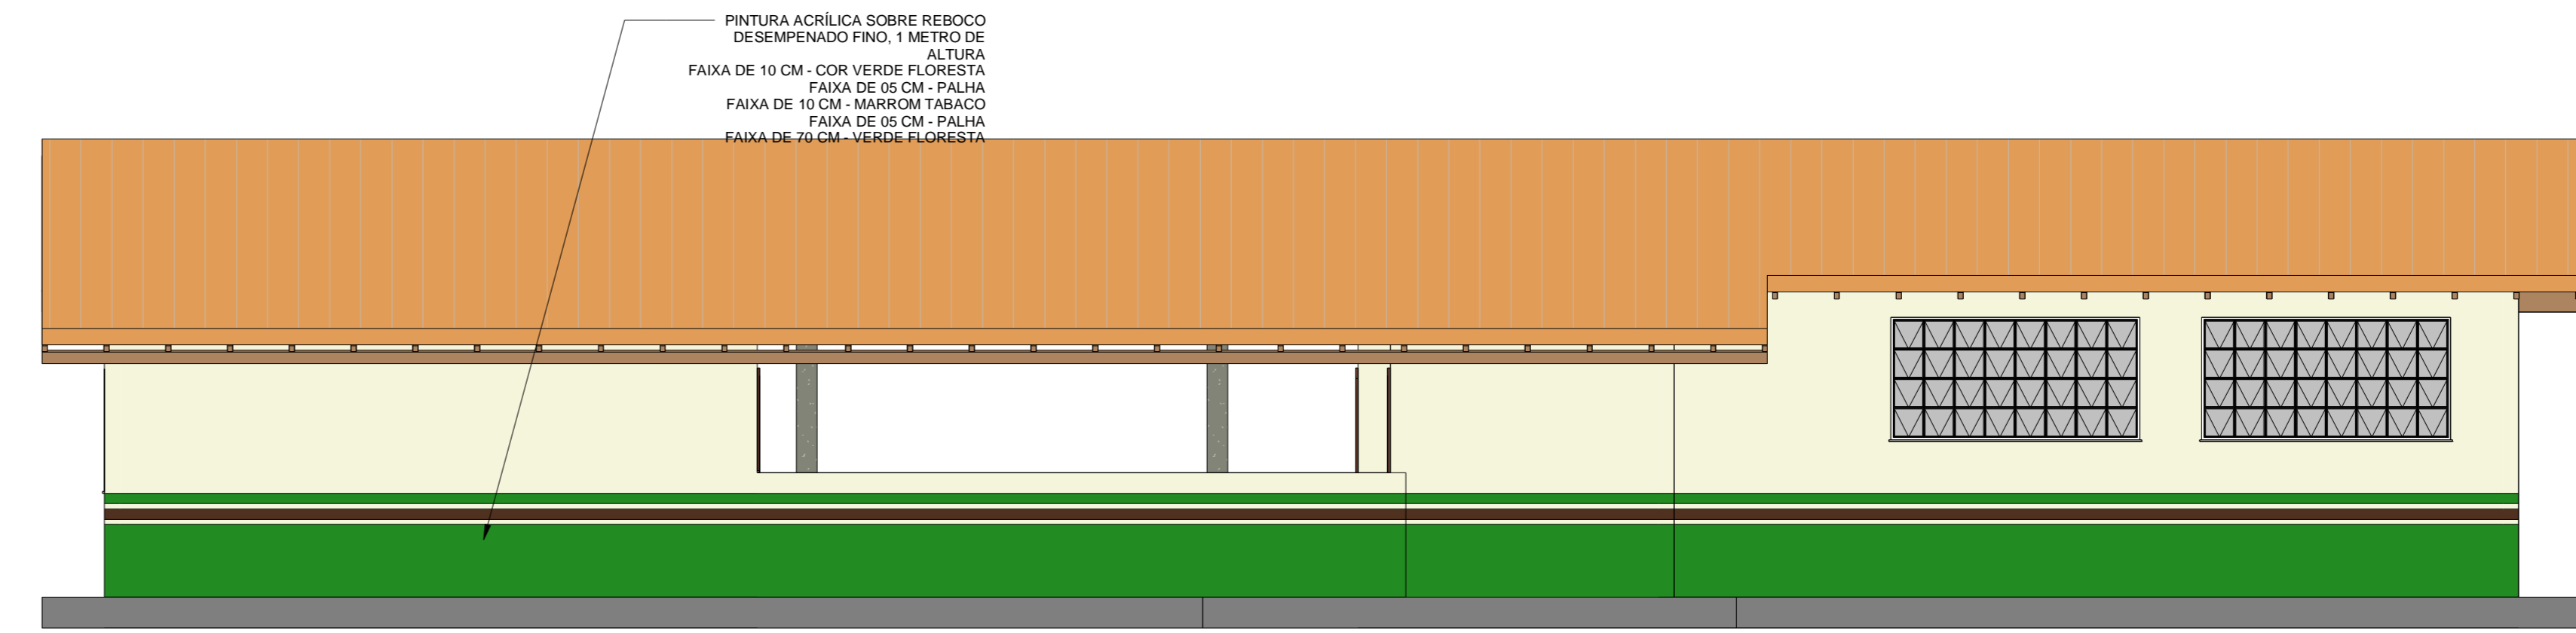 PINTURA ACRÍLICA SOBRE REBOCO
DESEMPENADO FINO, 1 METRO DE
ALTURA
FAIXA DE 10 CM - COR VERDE FLORESTA
FAIXA DE 05 CM - PALHA
FAIXA DE 10 CM - MARROM TABACO
FAIXA DE 05 CM - PALHA
FAIXA DE 70 CM - VERDE FLORESTA